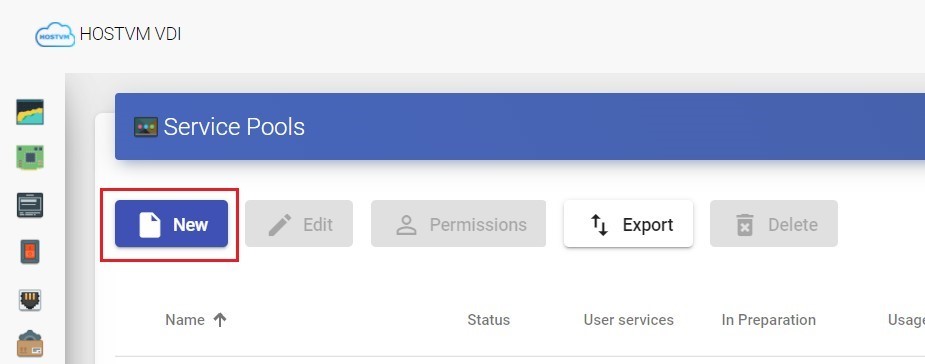 HOSTVM HOSTVM VDI
Service Pools
New Edit Permissions Export Delete
Name Status User services In Preparation Usage